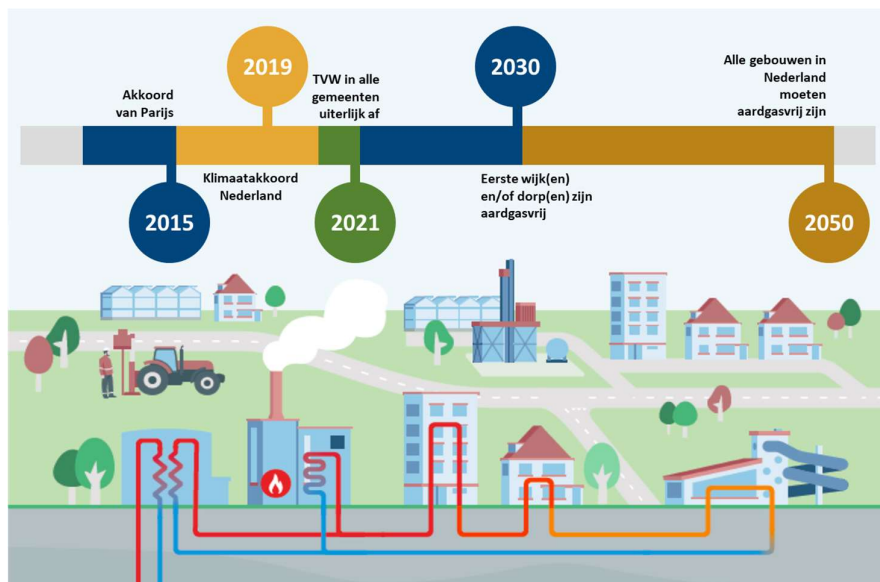 2019
2030
TVW in alle
gemeenten
uiterlijk af
Alle gebouwen in
Nederland
moeten
aardgasvrij zijn
Akkoord
van Parijs
Klimaatakkoord
Nederland
Eerste wijk(en)
en/of dorp(en) zijn
aardgasvrij
2015
2021
2050